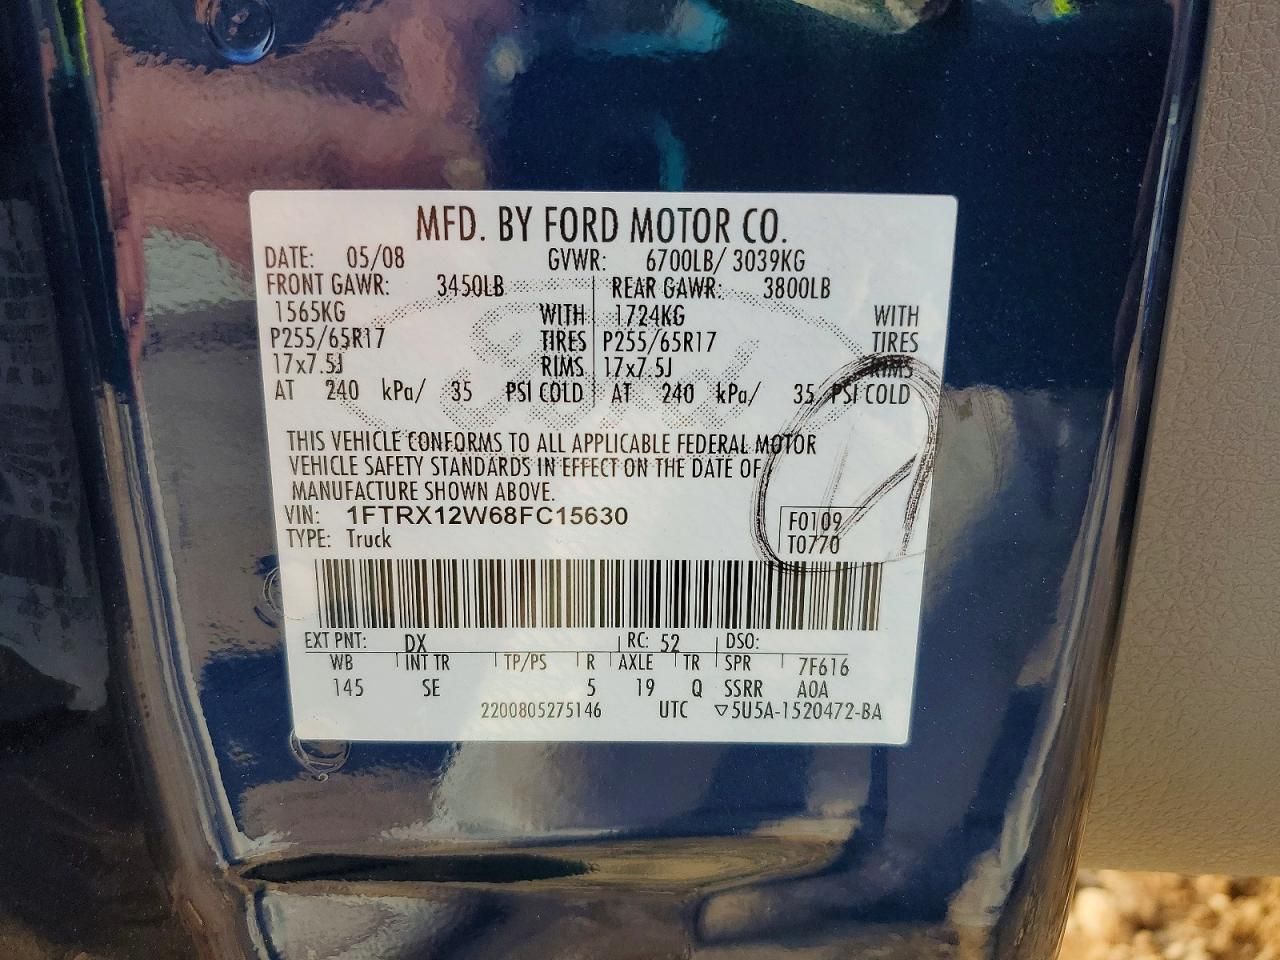 MFD. BY FORD MOTOR CO.
DATE: 05/08 GVWR: 6700LB/ 3039KG
FRONT GAWR: 3450LB REAR GAWR: 3800LB
1565KG WITH 1724KG WITH
P255/65R17 TIRES P255/65R17 TIRES
17x7.5J RIMS 17x7.5J RIMS
AT 240 kPa/ 35 PSI COLD AT 240 kPa/ 35 PSI COLD
Ford
THIS VEHICLE CONFORMS TO ALL APPLICABLE FEDERAL MOTOR
VEHICLE SAFETY STANDARDS IN EFFECT ON THE DATE OF
MANUFACTURE SHOWN ABOVE.
VIN: 1FTRX12W68FC15630 F0109
TYPE: Truck T0770
EXT PNT: DX RC: 52 DSO:
WB INT TR TP/PS R AXLE TR SPR 7F616
145 SE 5 19 Q SSRR A0A
2200805275146 UTC ▽5U5A-1520472-BA